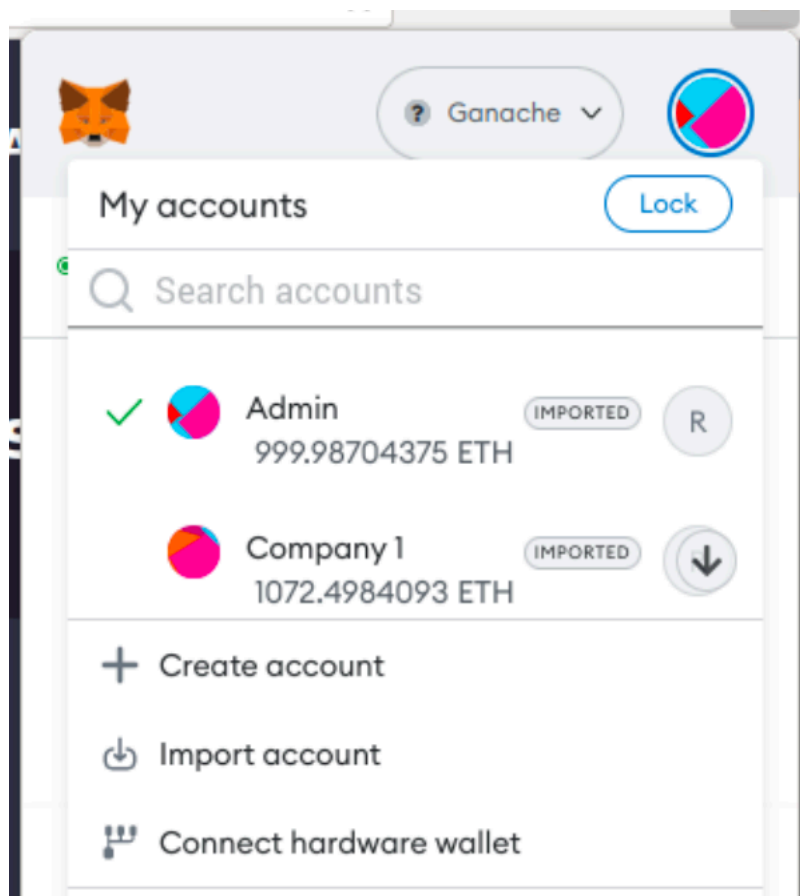 ? Ganache
My accounts Lock
Search accounts
Admin IMPORTED R
999.98704375 ETH
Company 1 IMPORTED
1072.4984093 ETH
Create account
Import account
Connect hardware wallet